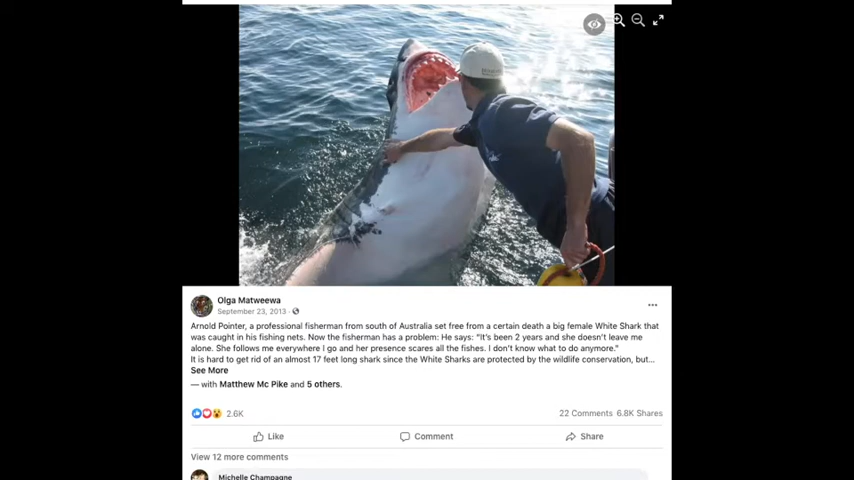 Olga Matweewa
September 23, 2013 ·
Arnold Pointer, a professional fisherman from south of Australia set free from a certain death a big female White Shark that
was caught in his fishing nets. Now the fisherman has a problem: He says: "It's been 2 years and she doesn't leave me
alone. She follows me everywhere I go and her presence scares all the fishes. I don't know what to do anymore."
It is hard to get rid of an almost 17 feet long shark since the White Sharks are protected by the wildlife conservation, but...
See More
— with Matthew Mc Pike and 5 others.
2.6K
22 Comments 6.8K Shares
Like Comment Share
View 12 more comments
Michelle Champagne